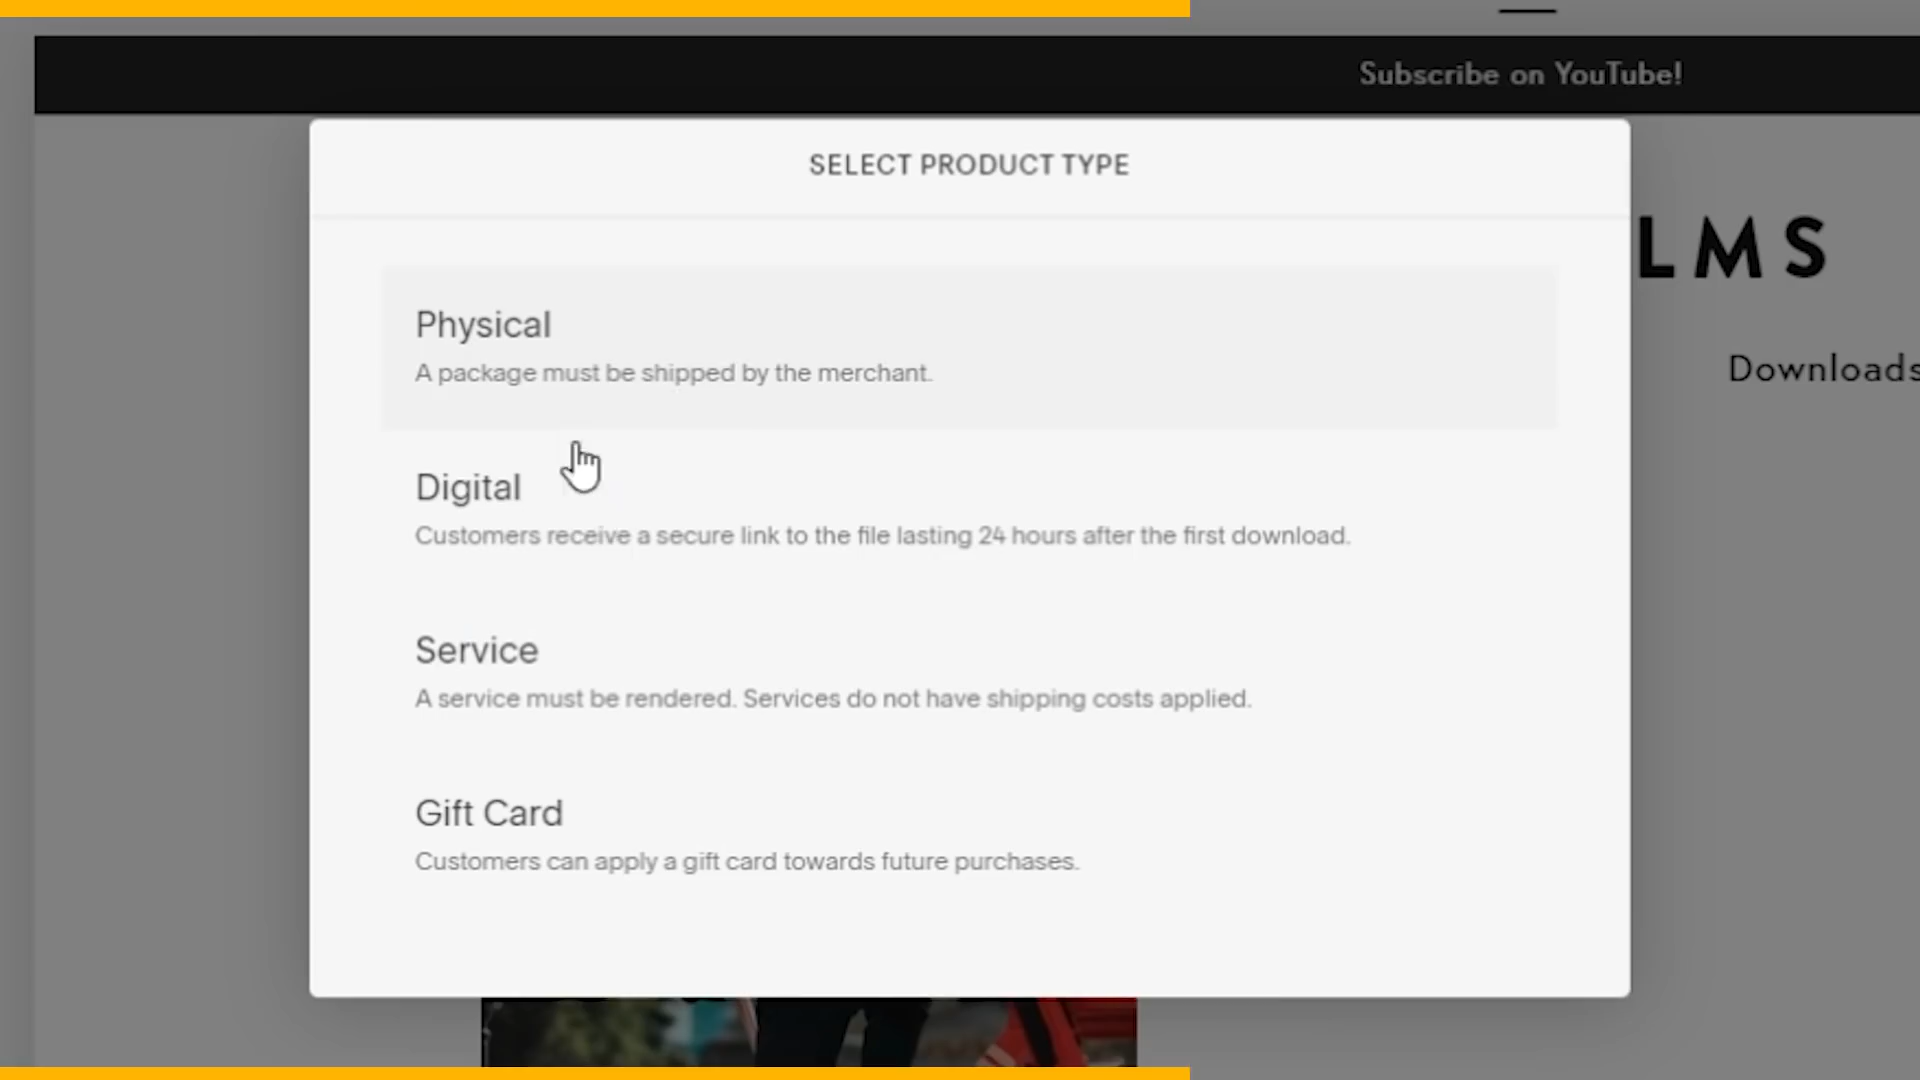 Subscribe on YouTube!
SELECT PRODUCT TYPE
LMS
Physical
A package must be shipped by the merchant.
Downloads
Digital
Customers receive a secure link to the file lasting 24 hours after the first download.
Service
A service must be rendered. Services do not have shipping costs applied.
Gift Card
Customers can apply a gift card towards future purchases.